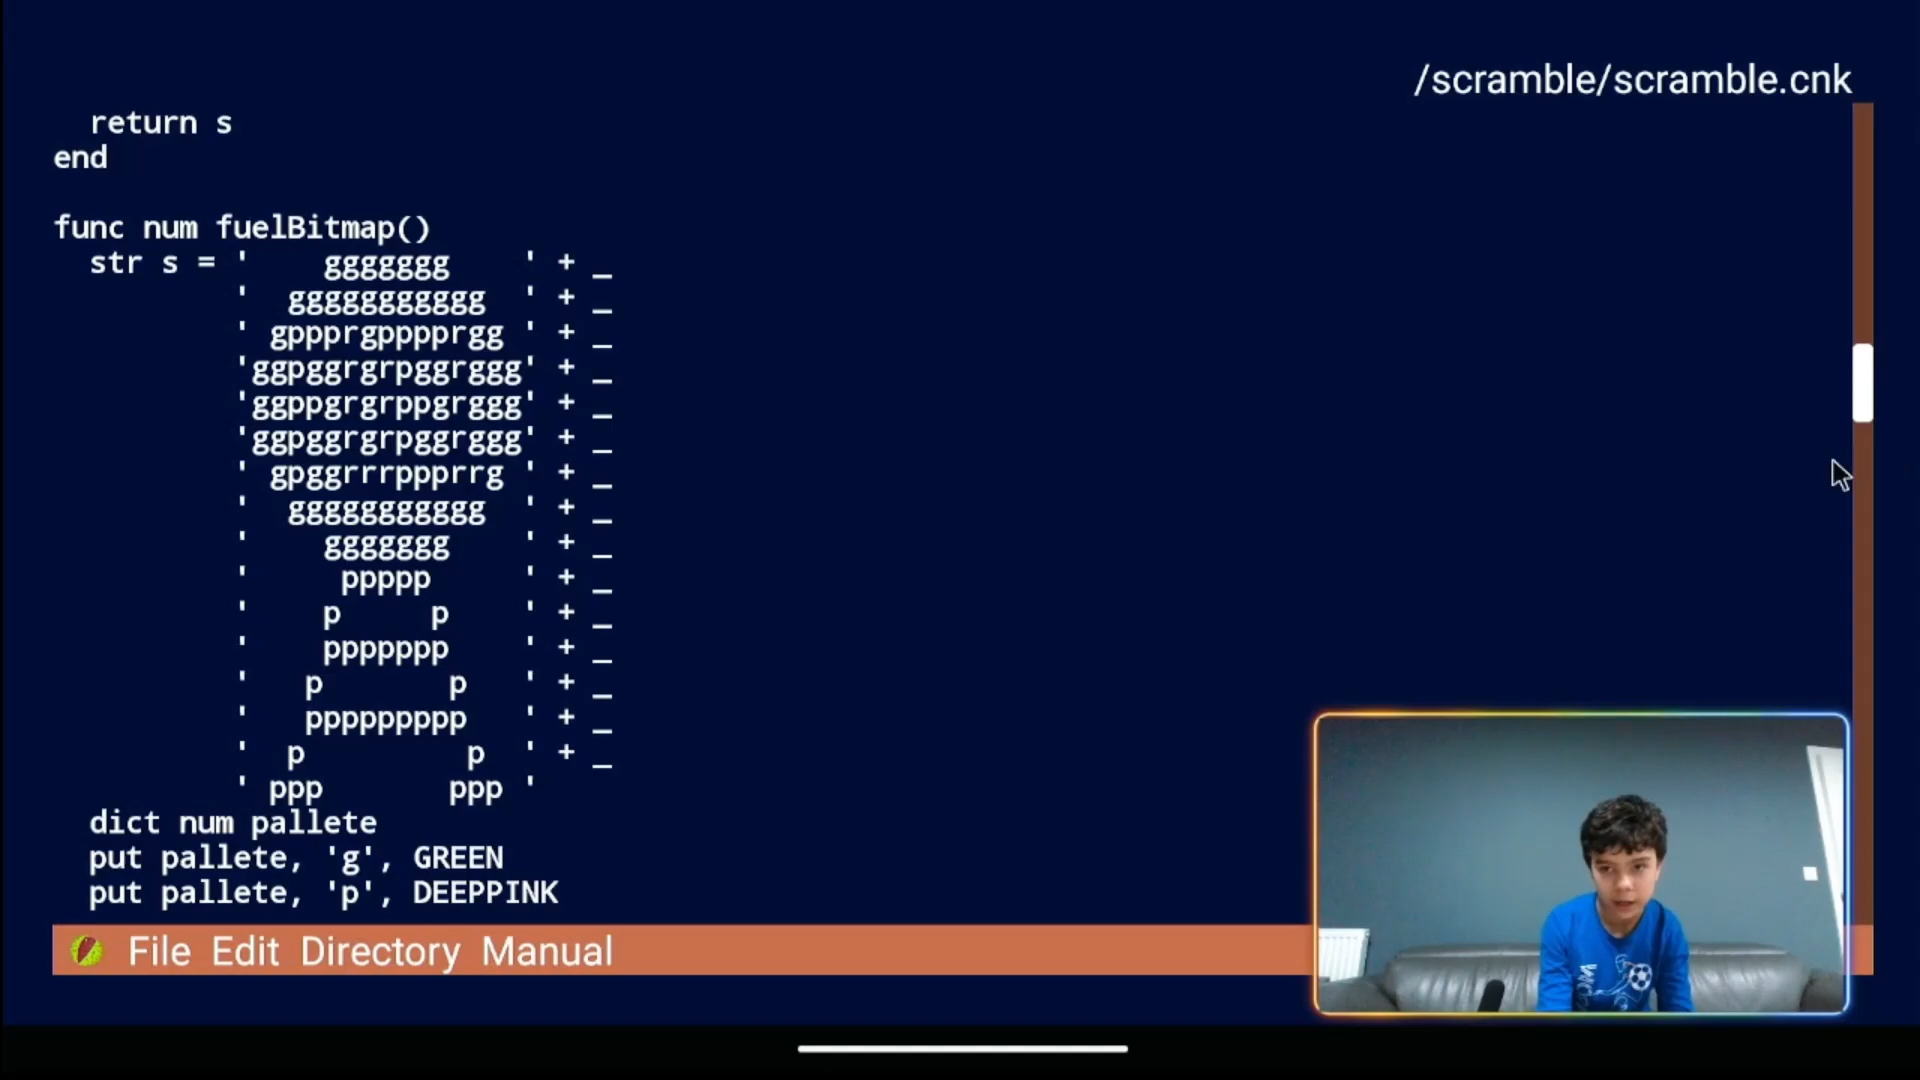 /scramble/scramble.cnk
  return s
end

func num fuelBitmap()
  str s = '    ggggggg    ' + _
          '  ggggggggggg  ' + _
          ' gppprgpppprgg ' + _
          'ggpggrgrpggrggg' + _
          'ggppgrgrppgrggg' + _
          'ggpggrgrpggrggg' + _
          ' gpggrrrppprrg ' + _
          '  ggggggggggg  ' + _
          '    ggggggg    ' + _
          '     ppppp     ' + _
          '    p     p    ' + _
          '    ppppppp    ' + _
          '   p       p   ' + _
          '   ppppppppp   ' + _
          '  p         p  ' + _
          ' ppp       ppp '
  dict num pallete
  put pallete, 'g', GREEN
  put pallete, 'p', DEEPPINK
File Edit Directory Manual